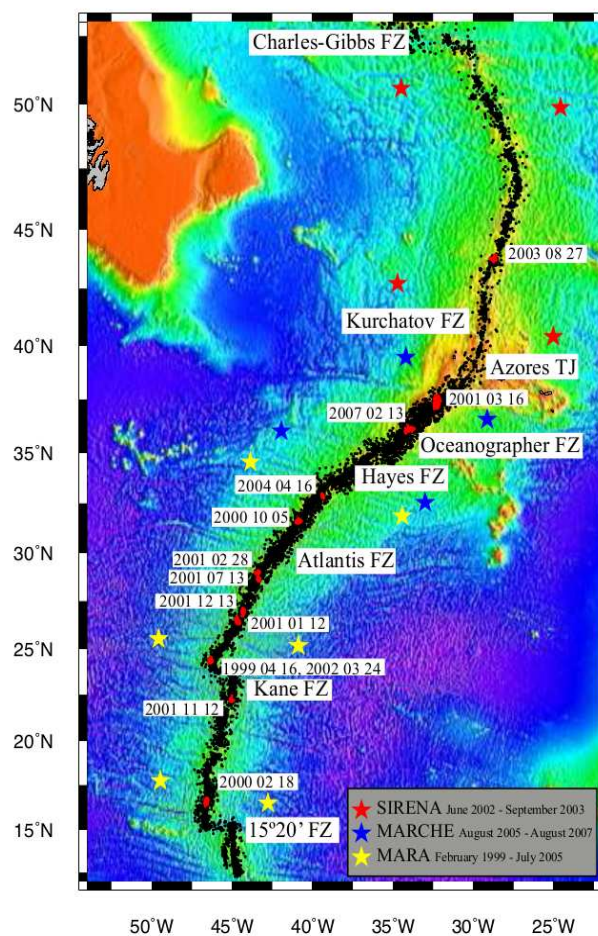 Charles-Gibbs FZ
50°N
45°N
2003 08 27
Kurchatov FZ
40°N
Azores TJ
2001 03 16
2007 02 13
Oceanographer FZ
35°N
Hayes FZ
2004 04 16
2000 10 05
30°N
Atlantis FZ
2001 02 28
2001 07 13
2001 12 13
2001 01 12
25°N
1999 04 16, 2002 03 24
Kane FZ
2001 11 12
20°N
2000 02 18
SIRENA June 2002 - September 2003
15°N
15º20’ FZ
MARCHE August 2005 - August 2007
MARA February 1999 - July 2005
50°W 45°W 40°W 35°W 30°W 25°W